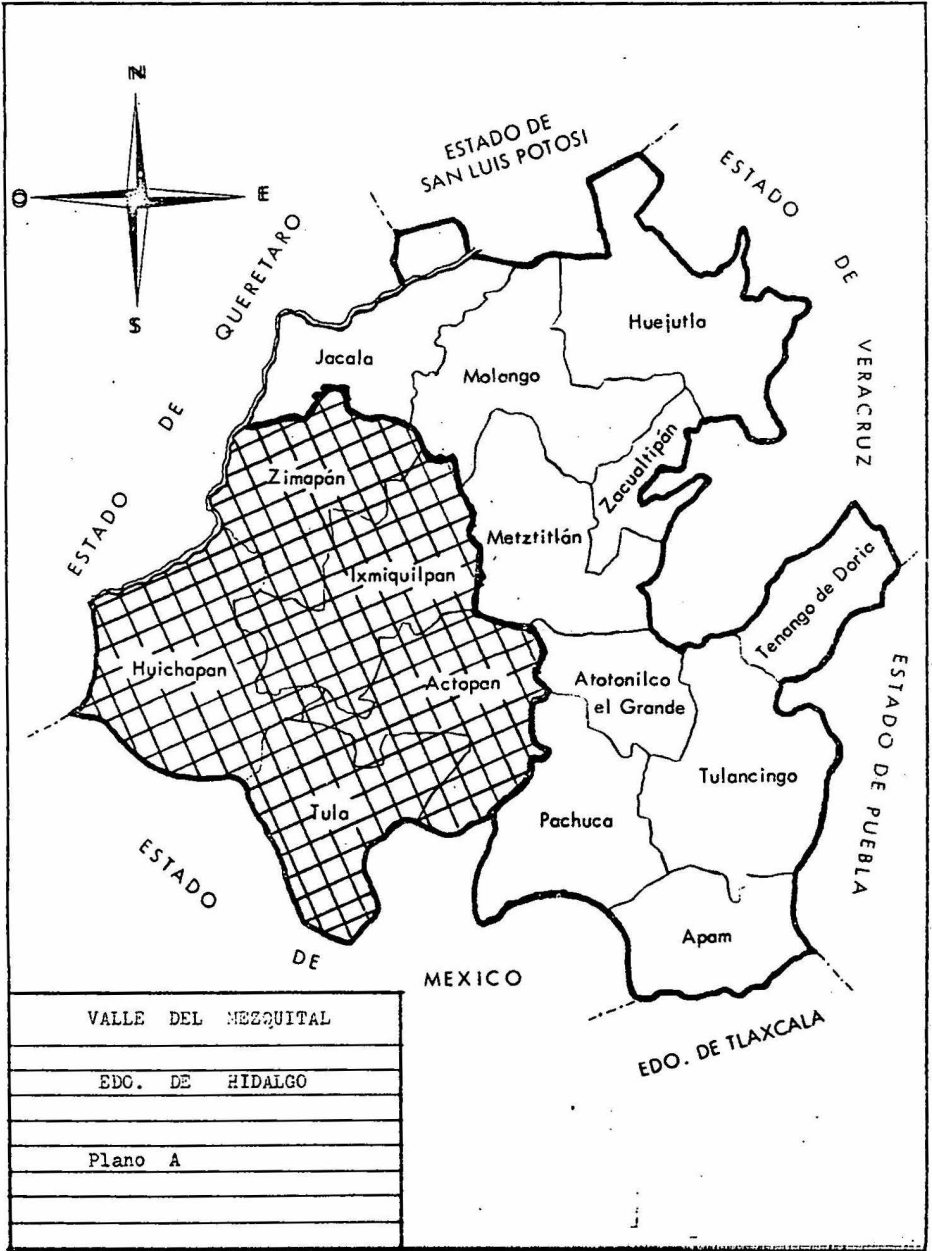 N
O
E
S
ESTADO DE
SAN LUIS POTOSI
ESTADO DE VERACRUZ
ESTADO DE QUERETARO
Huejutla
Jacala
Molango
Zacualtipán
Zimapán
Metztitlán
Ixmiquilpan
Tenango de Doria
Huichapan
Actopan
Atotonilco
el Grande
ESTADO DE PUEBLA
Tulancingo
Tula
Pachuca
Apam
ESTADO DE MEXICO
EDO. DE TLAXCALA
VALLE DEL MEZQUITAL
EDO. DE HIDALGO
Plano A